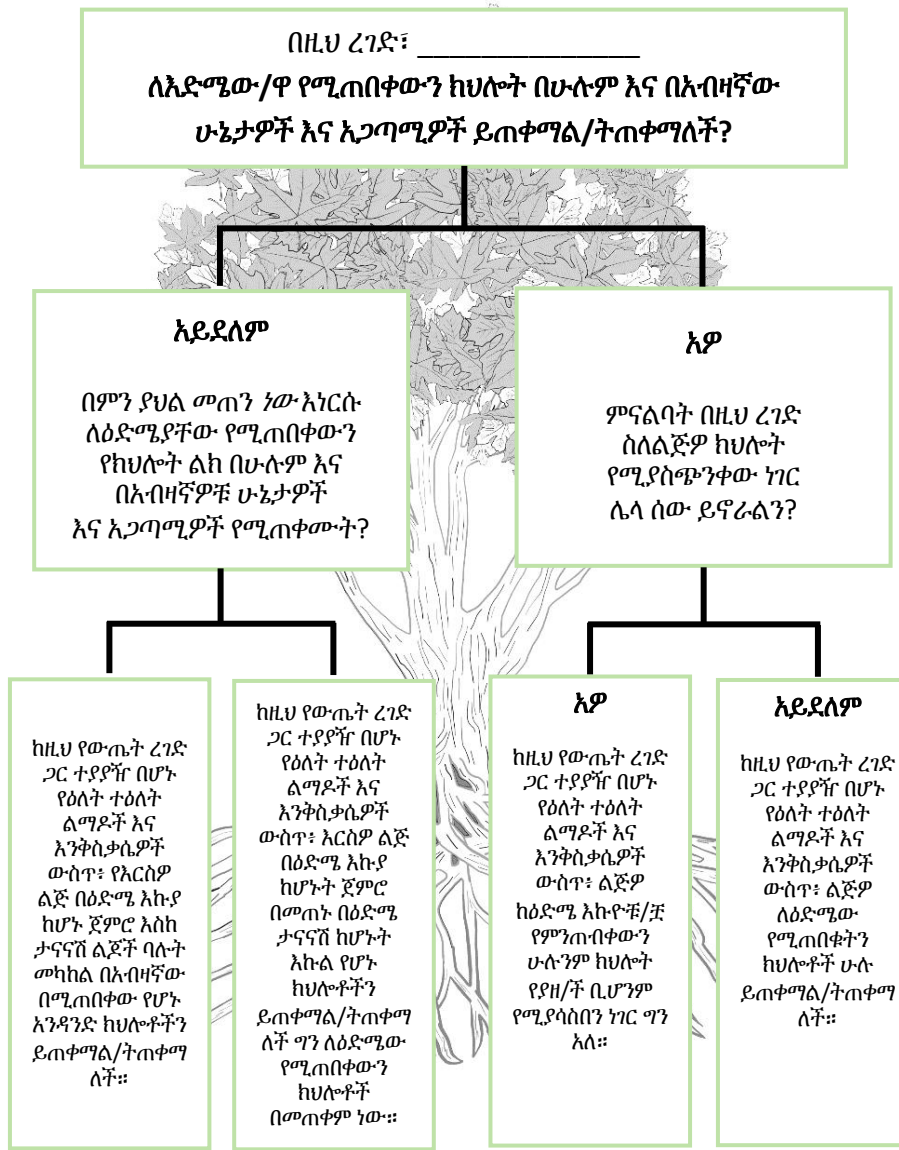 በዚህ ረገድ፣ _______________
ለእድሜው/ዋ የሚጠበቀውን ክህሎት በሁሉም እና በአብዛኛው
ሁኔታዎች እና አጋጣሚዎች ይጠቀማል/ትጠቀማለች?
አይደለም
በምን ያህል መጠን ነው እነርሱ
ለዕድሜያቸው የሚጠበቀውን
የክህሎት ልክ በሁሉም እና
በአብዛኛዎቹ ሁኔታዎች
እና አጋጣሚዎች የሚጠቀሙት?
አዎ
ምናልባት በዚህ ረገድ
ስለልጅዎ ክህሎት
የሚያስጭንቀው ነገር
ሌላ ሰው ይኖራልን?
ከዚህ የውጤት ረገድ
ጋር ተያያዥ በሆኑ
የዕለት ተዕለት
ልማዶች እና
እንቅስቃሴዎች
ውስጥ፥ የእርስዎ
ልጅ በዕድሜ እኩያ
ከሆኑ ጀምሮ እስከ
ታናናሽ ልጆች ባሉት
መካከል በአብዛኛው
በሚጠበቀው የሆኑ
አንዳንድ ክህሎቶችን
ይጠቀማል/ትጠቀማ
ለች።
ከዚህ የውጤት ረገድ
ጋር ተያያዥ በሆኑ
የዕለት ተዕለት
ልማዶች እና
እንቅስቃሴዎች
ውስጥ፥ እርስዎ ልጅ
በዕድሜ እኩያ
ከሆኑት ጀምሮ
በመጠኑ በዕድሜ
ታናናሽ ከሆኑት
እኩል የሆኑ
ክህሎቶችን
ይጠቀማል/ትጠቀማ
ለች ግን ለዕድሜው
የሚጠበቀውን
ክህሎቶች
በመጠቀም ነው።
አዎ
ከዚህ የውጤት ረገድ
ጋር ተያያዥ በሆኑ
የዕለት ተዕለት
ልማዶች እና
እንቅስቃሴዎች
ውስጥ፥ ልጅዎ
ከዕድሜ እኩዮቹ/ቿ
የምንጠብቀውን
ሁሉንም ክህሎት
የያዘ/ች ቢሆንም
የሚያሳስበን ነገር ግን
አለ።
አይደለም
ከዚህ የውጤት ረገድ
ጋር ተያያዥ በሆኑ
የዕለት ተዕለት
ልማዶች እና
እንቅስቃሴዎች
ውስጥ፥ ልጅዎ
ለዕድሜው
የሚጠበቁትን
ክህሎቶች ሁሉ
ይጠቀማል/ትጠቀማ
ለች።